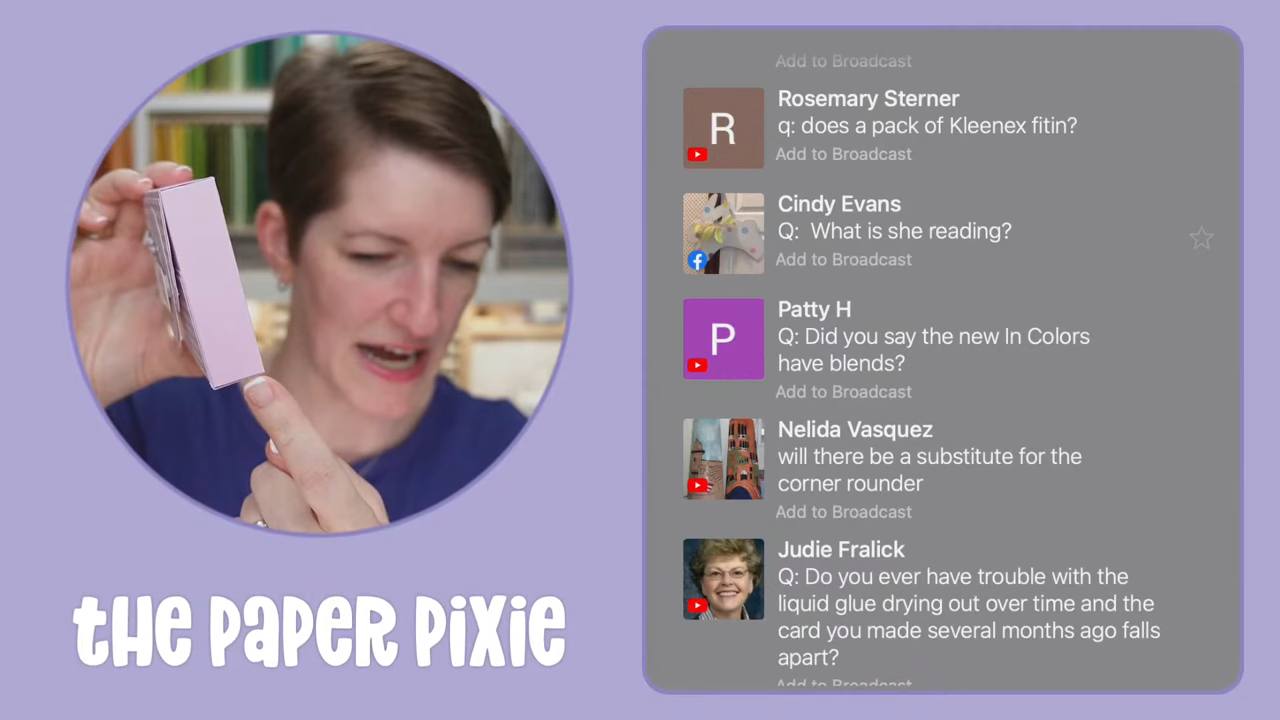 Add to Broadcast
R
Rosemary Sterner
q: does a pack of Kleenex fitin?
Add to Broadcast
Cindy Evans
Q:  What is she reading?
Add to Broadcast
P
Patty H
Q: Did you say the new In Colors
have blends?
Add to Broadcast
Nelida Vasquez
will there be a substitute for the
corner rounder
Add to Broadcast
Judie Fralick
Q: Do you ever have trouble with the
liquid glue drying out over time and the
card you made several months ago falls
apart?
Add to Broadcast
the PAPER PiXiE